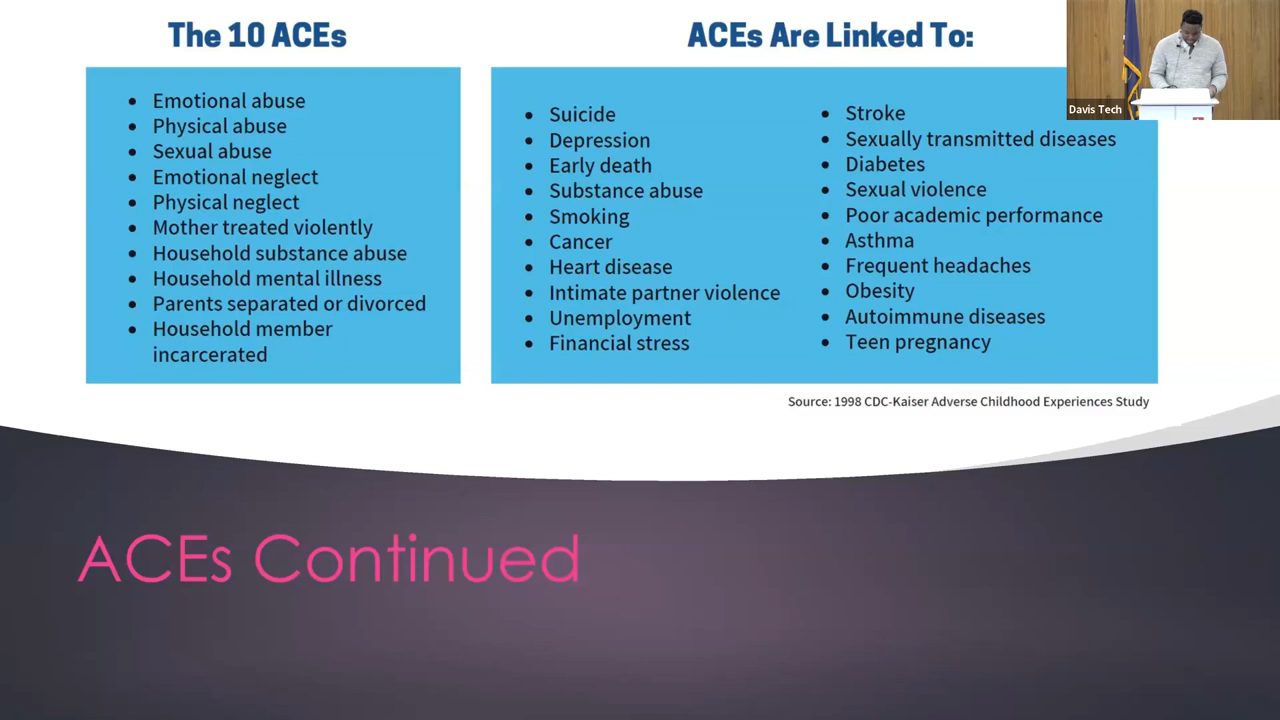 The 10 ACEs
Emotional abuse
Physical abuse
Sexual abuse
Emotional neglect
Physical neglect
Mother treated violently
Household substance abuse
Household mental illness
Parents separated or divorced
Household member
incarcerated
ACEs Are Linked To:
Suicide
Depression
Early death
Substance abuse
Smoking
Cancer
Heart disease
Intimate partner violence
Unemployment
Financial stress
Stroke
Sexually transmitted diseases
Diabetes
Sexual violence
Poor academic performance
Asthma
Frequent headaches
Obesity
Autoimmune diseases
Teen pregnancy
Source: 1998 CDC-Kaiser Adverse Childhood Experiences Study
Davis Tech
ACEs Continued